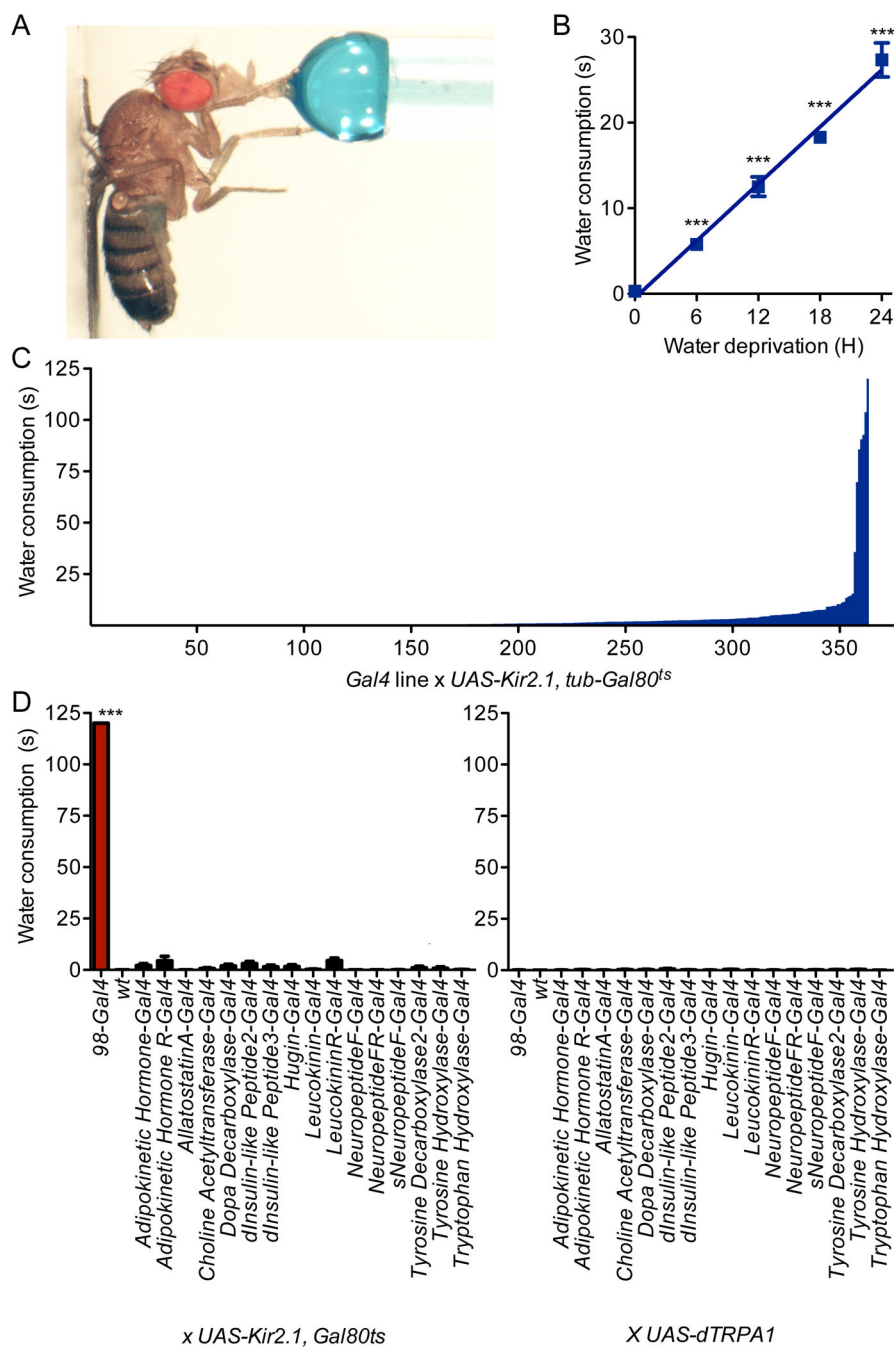 A
B
***
***
***
***
30
20
10
0
Water consumption (s)
0 6 12 18 24
Water deprivation (H)
C
125
100
75
50
25
Water consumption (s)
50 100 150 200 250 300 350
Gal4 line x UAS-Kir2.1, tub-Gal80ts
D
***
125
100
75
50
25
0
Water consumption (s)
98-Gal4
wt
Adipokinetic Hormone-Gal4
Adipokinetic Hormone R-Gal4
AllatostatinA-Gal4
Choline Acetyltransferase-Gal4
Dopa Decarboxylase-Gal4
dInsulin-like Peptide2-Gal4
dInsulin-like Peptide3-Gal4
Hugin-Gal4
Leucokinin-Gal4
LeucokininR-Gal4
NeuropeptideF-Gal4
NeuropeptideFR-Gal4
sNeuropeptideF-Gal4
Tyrosine Decarboxylase2-Gal4
Tyrosine Hydroxylase-Gal4
Tryptophan Hydroxylase-Gal4
x UAS-Kir2.1, Gal80ts
125
100
75
50
25
0
Water consumption (s)
98-Gal4
wt
Adipokinetic Hormone-Gal4
Adipokinetic Hormone R-Gal4
AllatostatinA-Gal4
Choline Acetyltransferase-Gal4
Dopa Decarboxylase-Gal4
dInsulin-like Peptide2-Gal4
dInsulin-like Peptide3-Gal4
Hugin-Gal4
Leucokinin-Gal4
LeucokininR-Gal4
NeuropeptideF-Gal4
NeuropeptideFR-Gal4
sNeuropeptideF-Gal4
Tyrosine Decarboxylase2-Gal4
Tyrosine Hydroxylase-Gal4
Tryptophan Hydroxylase-Gal4
X UAS-dTRPA1